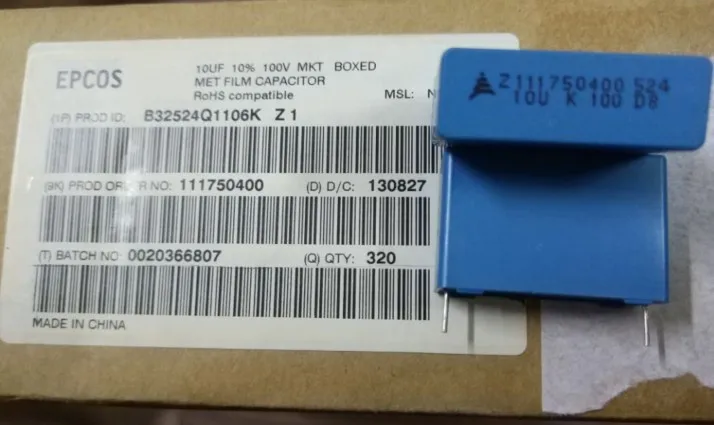 EPCOS
10UF 10% 100V MKT BOXED
MET FILM CAPACITOR
RoHS compatible
MSL:
(1P) PROD ID: B32524Q1106K Z 1
(9K) PROD ORDER NO: 111750400 (D) D/C: 130827
(T) BATCH NO: 0020366807 (Q) QTY: 320
MADE IN CHINA
Z111750400 524
10U K 100 D8